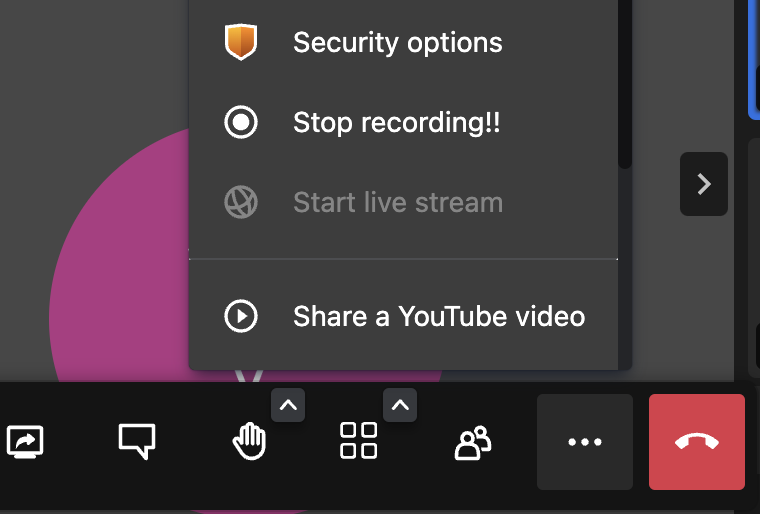 Security options
Stop recording!!
Start live stream
Share a YouTube video